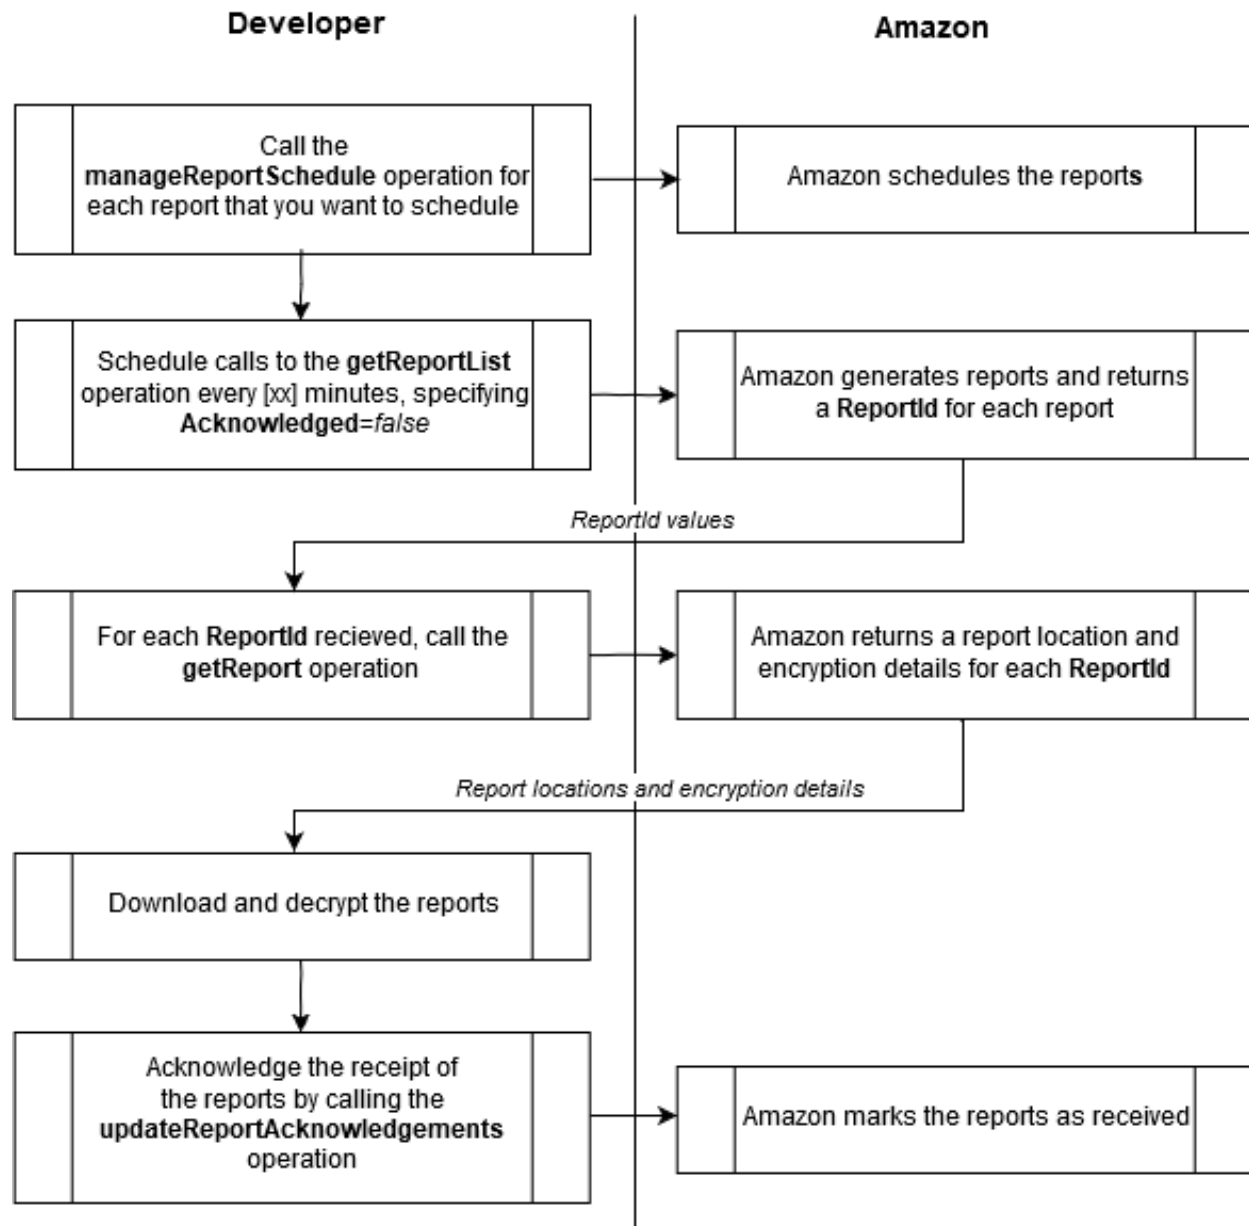 Developer
Amazon
Call the
manageReportSchedule operation for
each report that you want to schedule
Amazon schedules the reports
Schedule calls to the getReportList
operation every [xx] minutes, specifying
Acknowledged=false
Amazon generates reports and returns
a ReportId for each report
ReportId values
For each ReportId recieved, call the
getReport operation
Amazon returns a report location and
encryption details for each ReportId
Report locations and encryption details
Download and decrypt the reports
Acknowledge the receipt of
the reports by calling the
updateReportAcknowledgements
operation
Amazon marks the reports as received